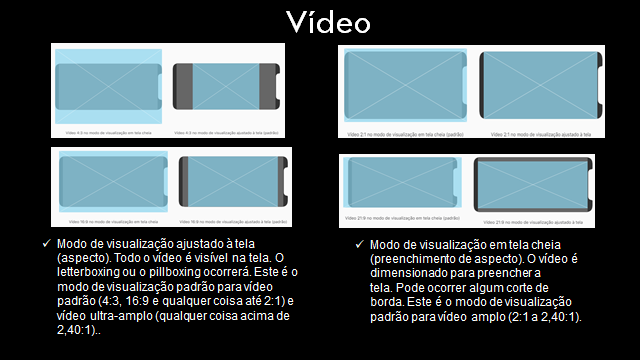 Vídeo
Vídeo 4:3 no modo de visualização em tela cheia
Vídeo 4:3 no modo de visualização ajustado à tela (padrão)
Vídeo 2:1 no modo de visualização em tela cheia (padrão)
Vídeo 2:1 no modo de visualização ajustado à tela
Vídeo 16:9 no modo de visualização em tela cheia
Vídeo 16:9 no modo de visualização ajustado à tela (padrão)
Vídeo 21:9 no modo de visualização em tela cheia (padrão)
Vídeo 21:9 no modo de visualização ajustado à tela
✓ Modo de visualização ajustado à tela
(aspecto). Todo o vídeo é visível na tela. O
letterboxing ou o pillboxing ocorrerá. Este é o
modo de visualização padrão para vídeo
padrão (4:3, 16:9 e qualquer coisa até 2:1) e
vídeo ultra-amplo (qualquer coisa acima de
2,40:1)..
✓ Modo de visualização em tela cheia
(preenchimento de aspecto). O vídeo é
dimensionado para preencher a
tela. Pode ocorrer algum corte de
borda. Este é o modo de visualização
padrão para vídeo amplo (2:1 a 2,40:1).